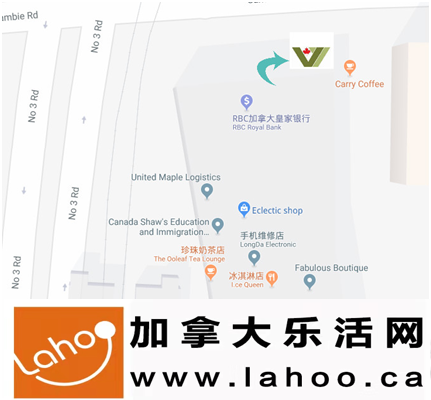 ambie Rd
No 3 Rd
No 3 Rd
Carry Coffee
RBC加拿大皇家银行
RBC Royal Bank
United Maple Logistics
No 3 Rd
Eclectic shop
Canada Shaw's Education
and Immigration...
手机维修店
LongDa Electronic
珍珠奶茶店
The Ooleaf Tea Lounge
No 3 Rd
冰淇淋店
Ice Queen
Fabulous Boutique
Lahoo
加拿大乐活网
www.lahoo.ca